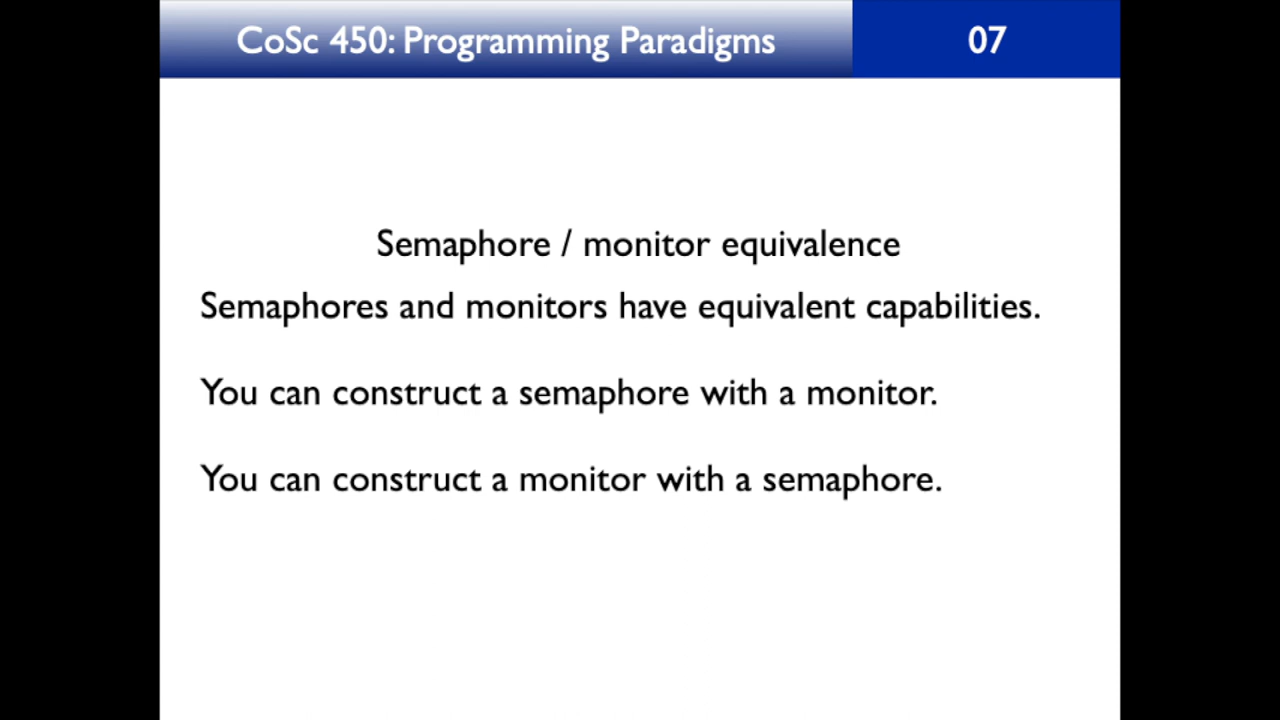 CoSc 450: Programming Paradigms
07
Semaphore / monitor equivalence
Semaphores and monitors have equivalent capabilities.
You can construct a semaphore with a monitor.
You can construct a monitor with a semaphore.